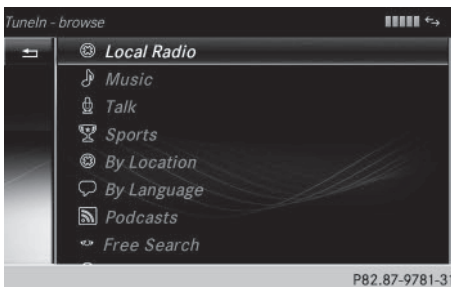 TuneIn - browse
Local Radio
Music
Talk
Sports
By Location
By Language
Podcasts
Free Search
P82.87-9781-31